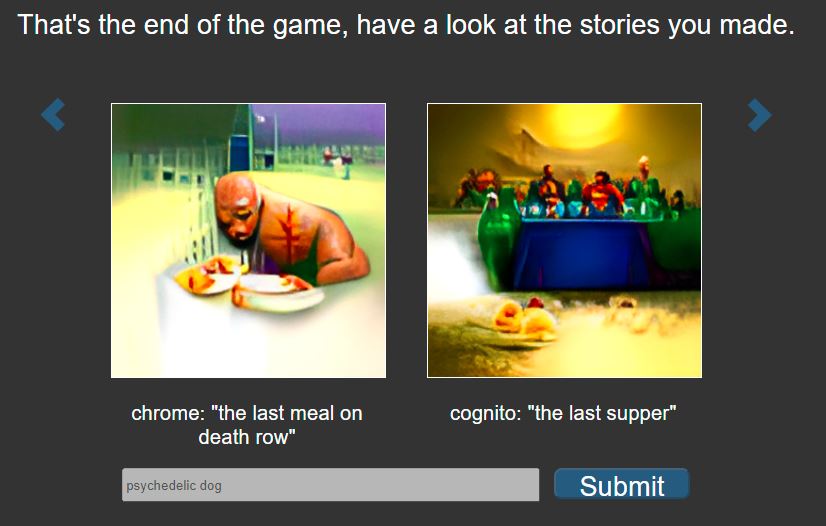 That's the end of the game, have a look at the stories you made.
chrome: "the last meal on
death row"
cognito: "the last supper"
psychedelic dog
Submit